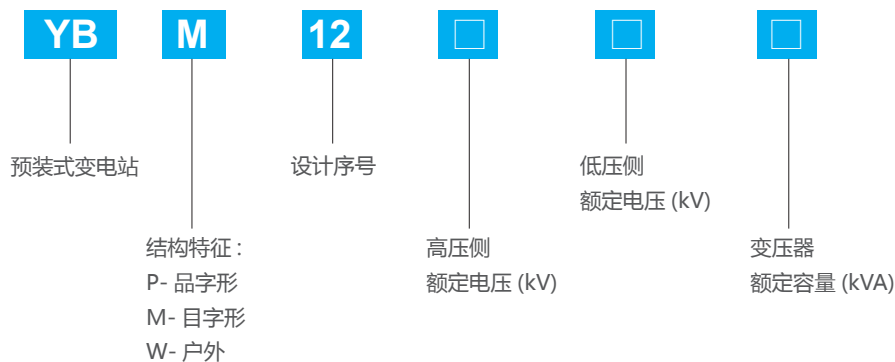 YB M 12 □ □ □
预装式变电站
设计序号
低压侧
额定电压 (kV)
结构特征 :
P- 品字形
M- 目字形
W- 户外
高压侧
额定电压 (kV)
变压器
额定容量 (kVA)